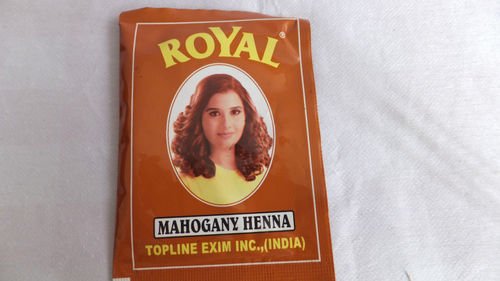 ROYAL®
MAHOGANY HENNA
TOPLINE EXIM INC.,(INDIA)